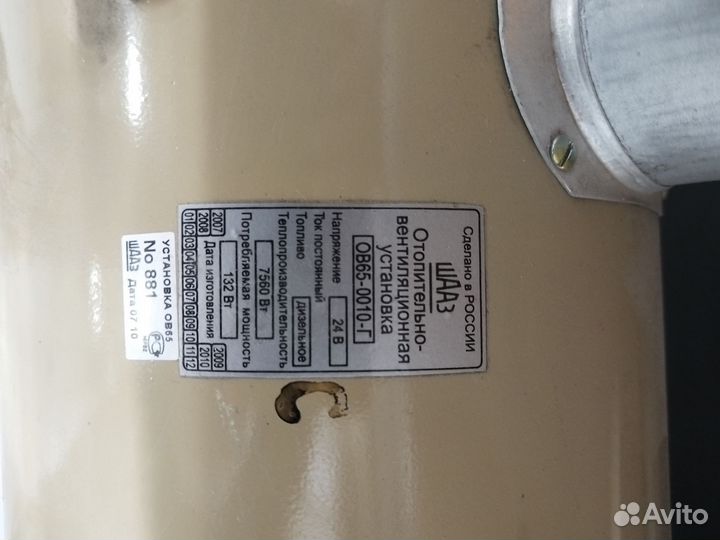 Сделано в РОССИИ
ШААЗ
Отопительно-
вентиляционная
установка
ОВ65-0010-Г
Напряжение 24 В
Ток постоянный
Топливо дизельное
Теплопроизводительность
7560 Вт
Потребляемая мощность
132 Вт
2007 Дата изготовления 2009
2008 2010
01 02 03 04 05 06 07 08 09 10 11 12
УСТАНОВКА ОВ65
No 881
ШААЗ Дата 07 10
Avito